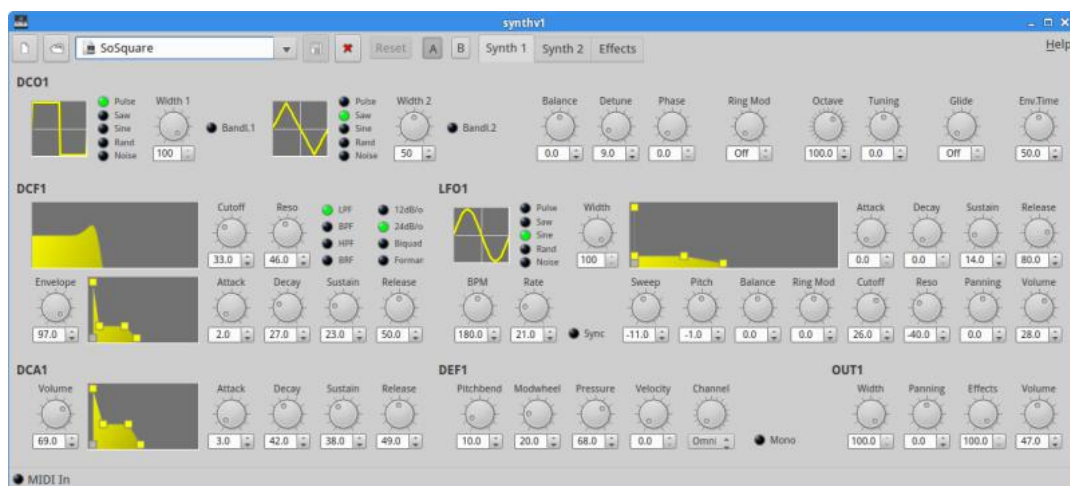 synthv1
SoSquare Reset A B Synth 1 Synth 2 Effects Help
DCO1
Pulse Saw Sine Rand Noise
Width 1
100
Bandl.1
Pulse Saw Sine Rand Noise
Width 2
50
Bandl.2
Balance Detune Phase Ring Mod Octave Tuning Glide Env.Time
0.0 9.0 0.0 Off 100.0 0.0 Off 50.0
DCF1
Cutoff Reso
33.0 46.0
LPF BPF HPF BRF
12dB/o 24dB/o Biquad Formar
Envelope Attack Decay Sustain Release
97.0 2.0 27.0 23.0 50.0
LFO1
Pulse Saw Sine Rand Noise
Width
100
Attack Decay Sustain Release
0.0 0.0 14.0 80.0
BPM Rate Sync Sweep Pitch Balance Ring Mod Cutoff Reso Panning Volume
180.0 21.0 -11.0 -1.0 0.0 0.0 26.0 -40.0 0.0 28.0
DCA1
Volume Attack Decay Sustain Release
69.0 3.0 42.0 38.0 49.0
DEF1
Pitchbend Modwheel Pressure Velocity Channel
10.0 20.0 68.0 0.0 Omni Mono
OUT1
Width Panning Effects Volume
100.0 0.0 100.0 47.0
MIDI In